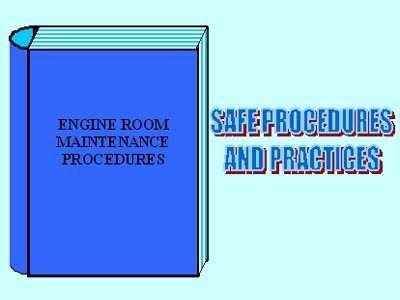 ENGINE ROOM
MAINTENANCE
PROCEDURES
SAFE PROCEDURES
AND PRACTICES